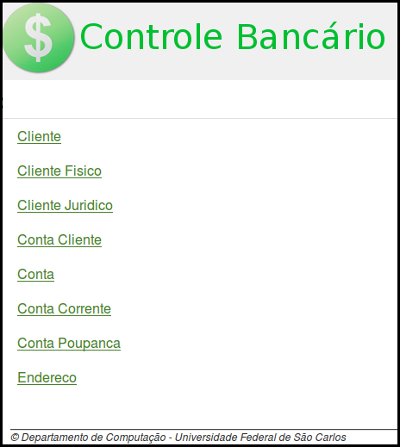 $ Controle Bancário
Cliente
Cliente Fisico
Cliente Juridico
Conta Cliente
Conta
Conta Corrente
Conta Poupanca
Endereco
© Departamento de Computação - Universidade Federal de São Carlos